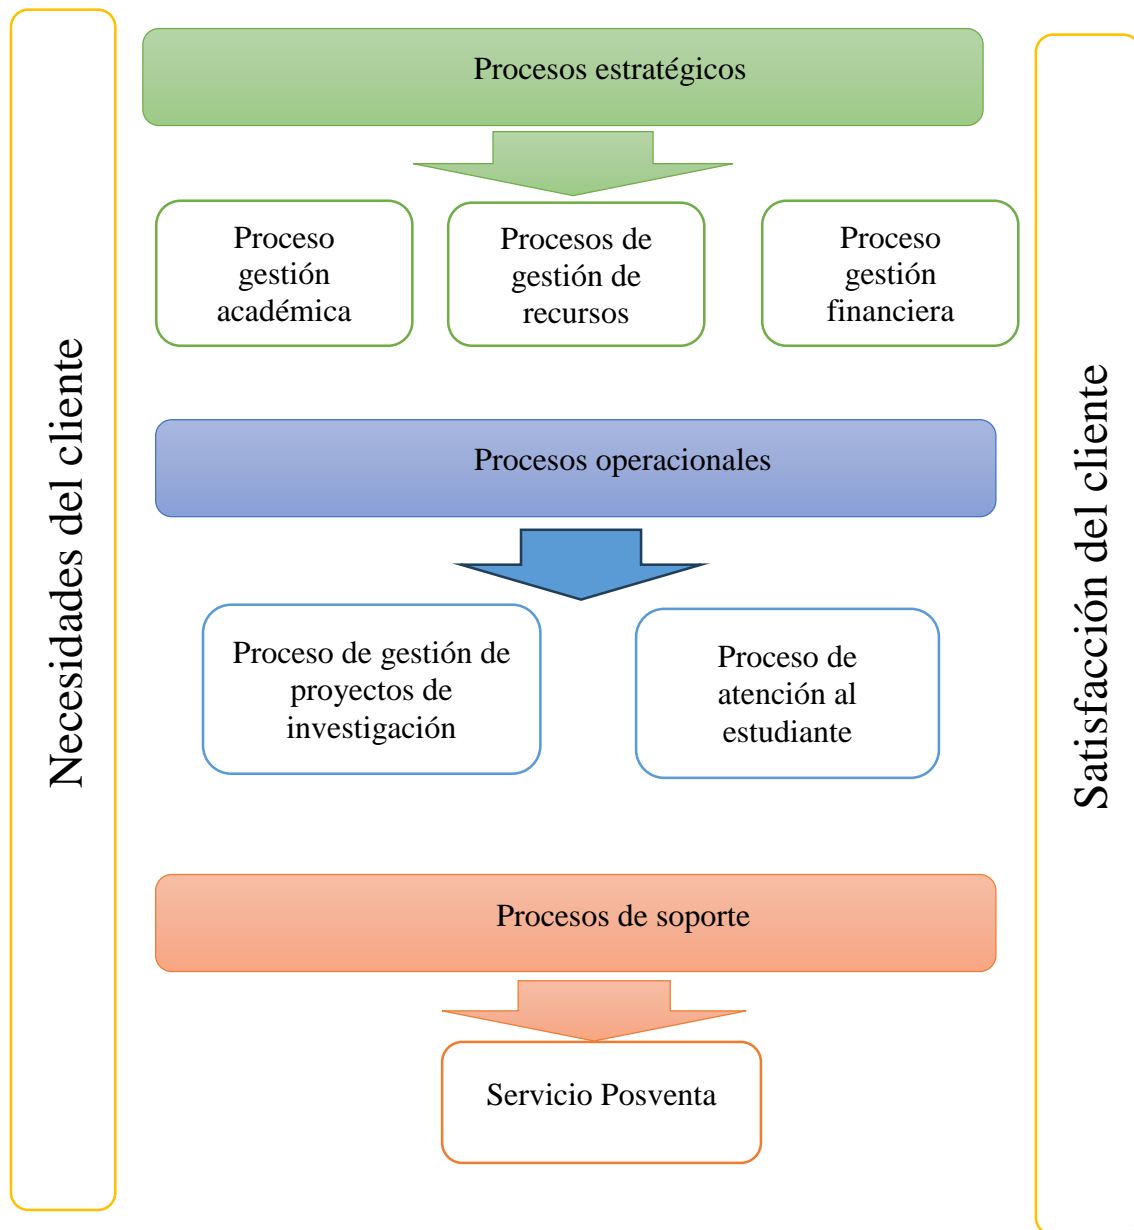 Necesidades del cliente
Procesos estratégicos
Proceso
gestión
académica
Procesos de
gestión de
recursos
Proceso
gestión
financiera
Procesos operacionales
Proceso de gestión de
proyectos de
investigación
Proceso de
atención al
estudiante
Procesos de soporte
Servicio Posventa
Satisfacción del cliente